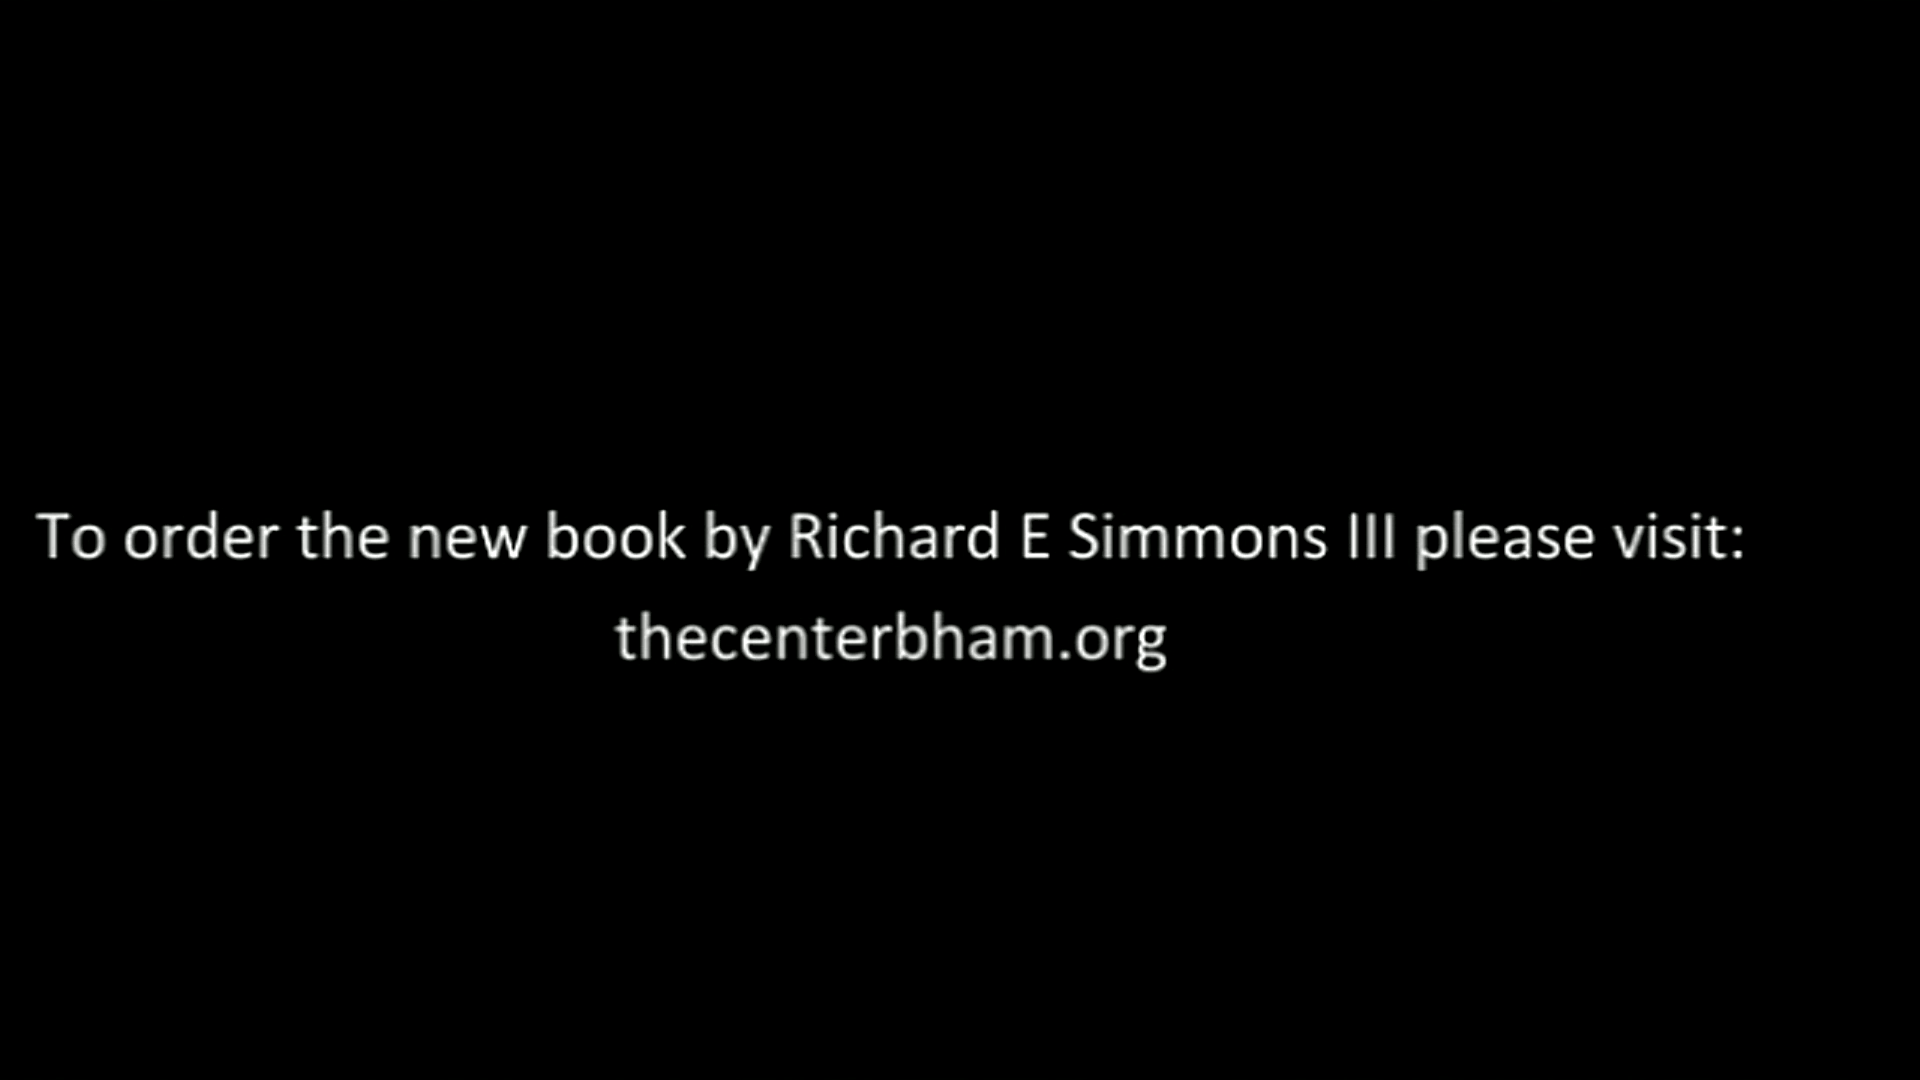 To order the new book by Richard E Simmons III please visit:
thecenterbham.org